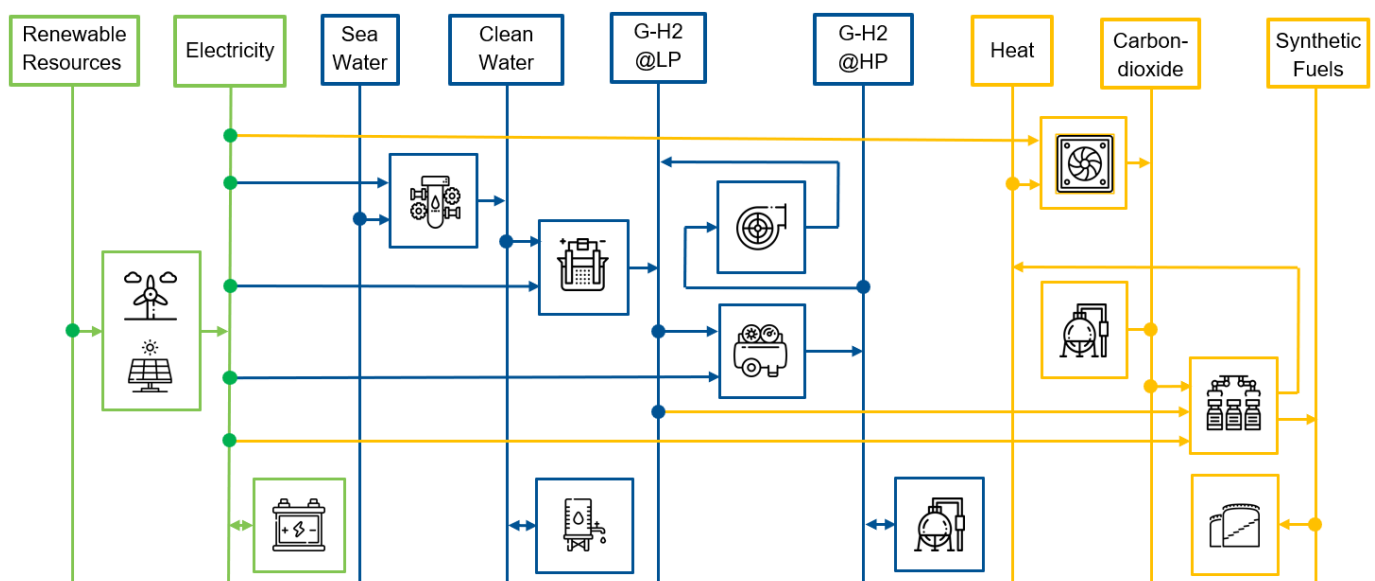 Renewable
Resources
Electricity
Sea
Water
Clean
Water
G-H2
@LP
G-H2
@HP
Heat
Carbon-
dioxide
Synthetic
Fuels